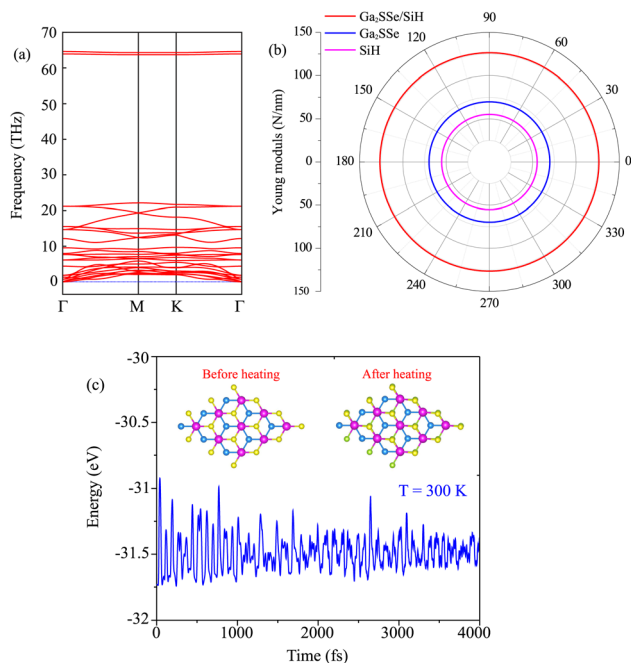 (a)
Frequency (THz)
70
60
50
40
30
20
10
0
Γ M K Γ
(b)
Ga₂SSe/SiH
Ga₂SSe
SiH
Young moduls (N/nm)
150
100
50
0
50
100
150
90
120 60
150 30
180 0
210 330
240 300
270
(c)
Before heating After heating
T = 300 K
Energy (eV)
-30
-30.5
-31
-31.5
-32
0 1000 2000 3000 4000
Time (fs)